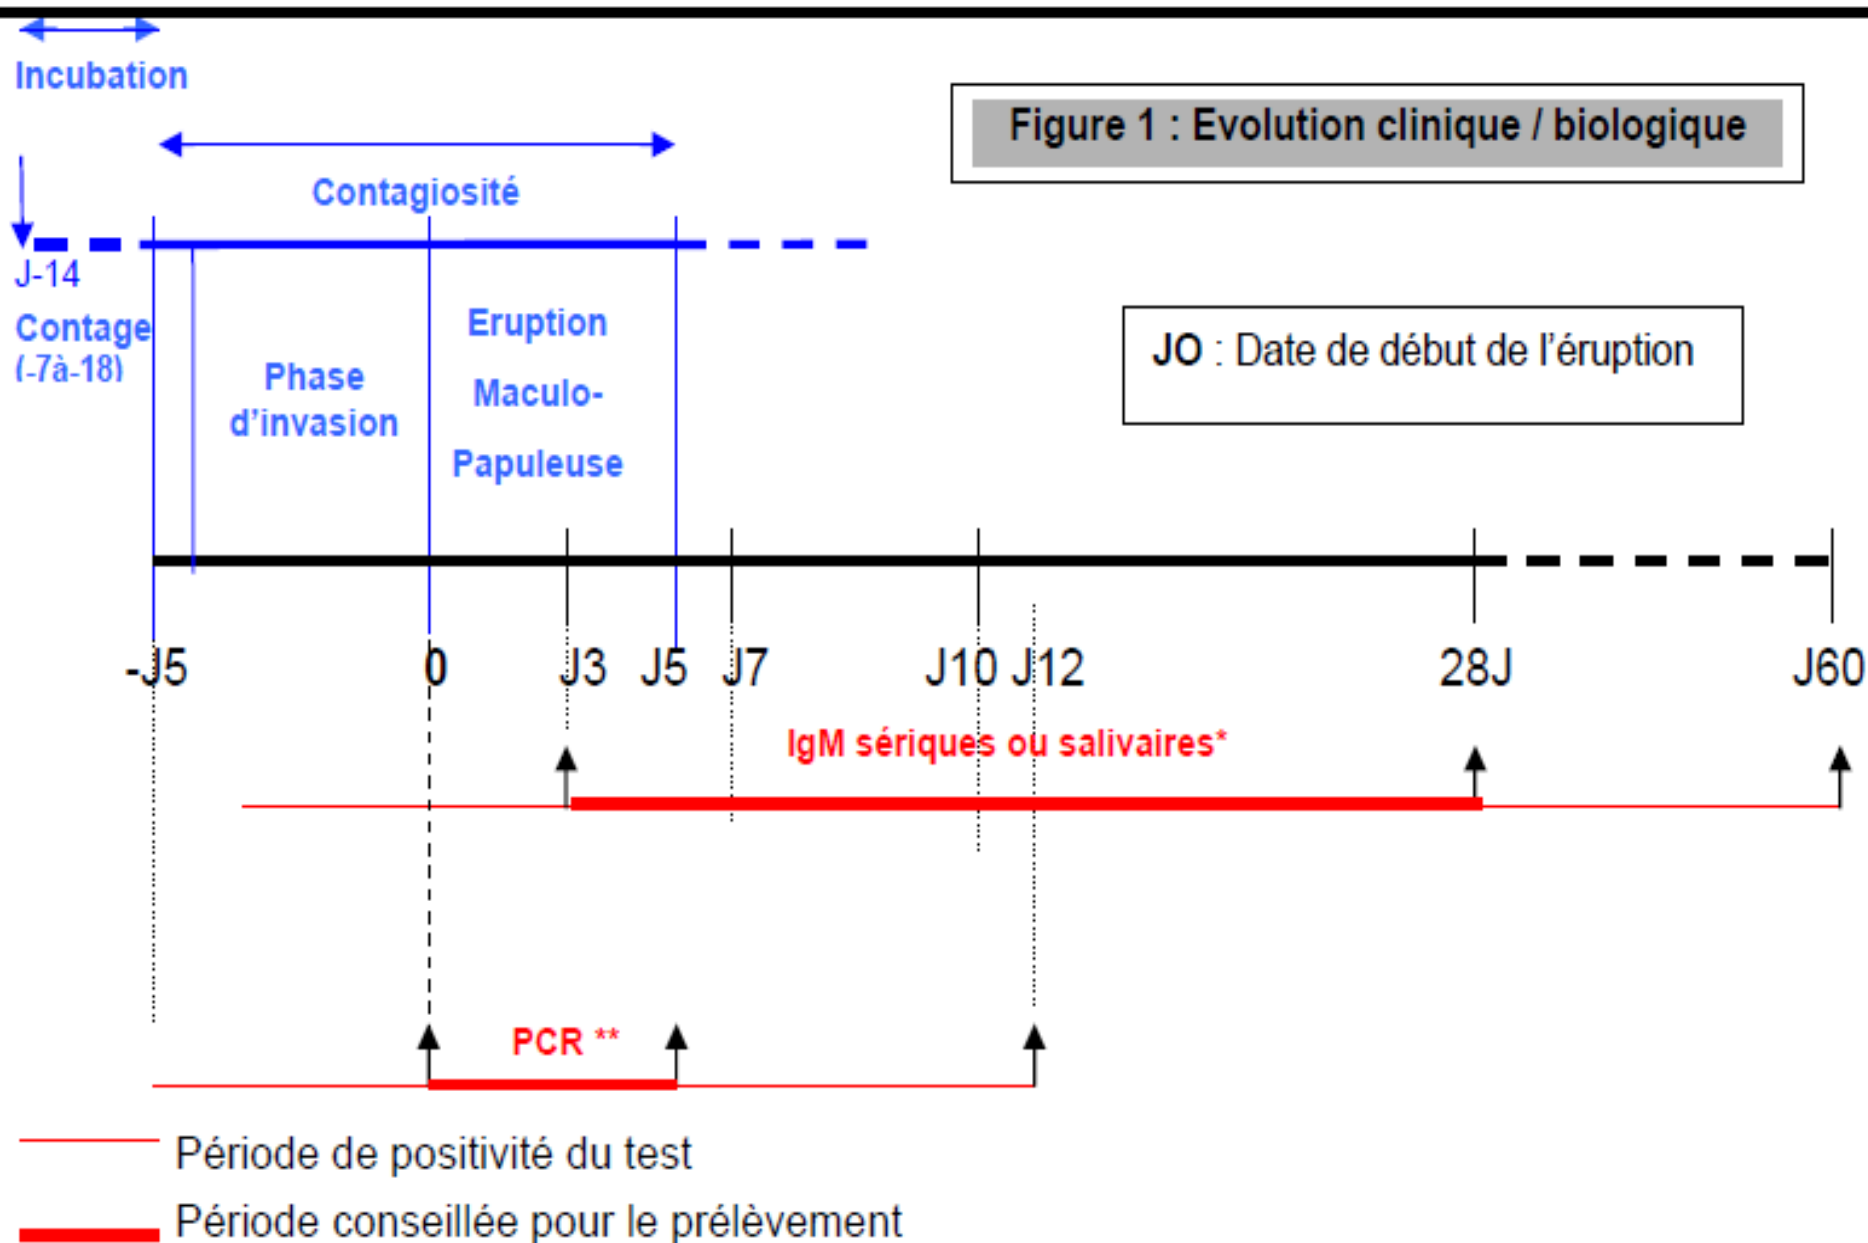 Incubation
Figure 1 : Evolution clinique / biologique
Contagiosité
J-14
Contage
(-7à-18)
Phase
d'invasion
Eruption
Maculo-
Papuleuse
JO : Date de début de l'éruption
-J5 0 J3 J5 J7 J10 J12 28J J60
IgM sériques ou salivaires*
PCR **
Période de positivité du test
Période conseillée pour le prélèvement